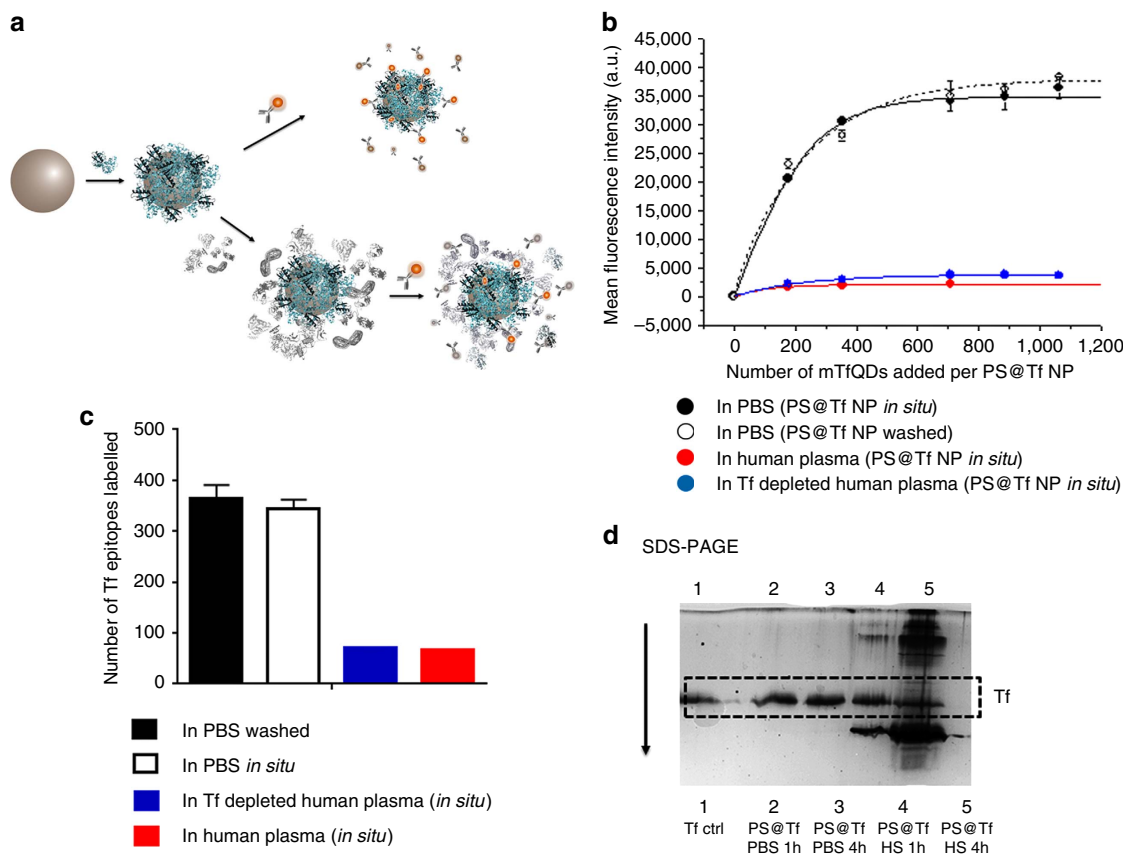 a
b
Mean fluorescence intensity (a.u.)
45,000
40,000
35,000
30,000
25,000
20,000
15,000
10,000
5,000
0
–5,000
0 200 400 600 800 1,000 1,200
Number of mTfQDs added per PS@Tf NP
In PBS (PS@Tf NP in situ)
In PBS (PS@Tf NP washed)
In human plasma (PS@Tf NP in situ)
In Tf depleted human plasma (PS@Tf NP in situ)
c
Number of Tf epitopes labelled
500
400
300
200
100
0
In PBS washed
In PBS in situ
In Tf depleted human plasma (in situ)
In human plasma (in situ)
d
SDS-PAGE
1 2 3 4 5
Tf
1 2 3 4 5
Tf ctrl PS@Tf PS@Tf PS@Tf PS@Tf
PBS 1h PBS 4h HS 1h HS 4h